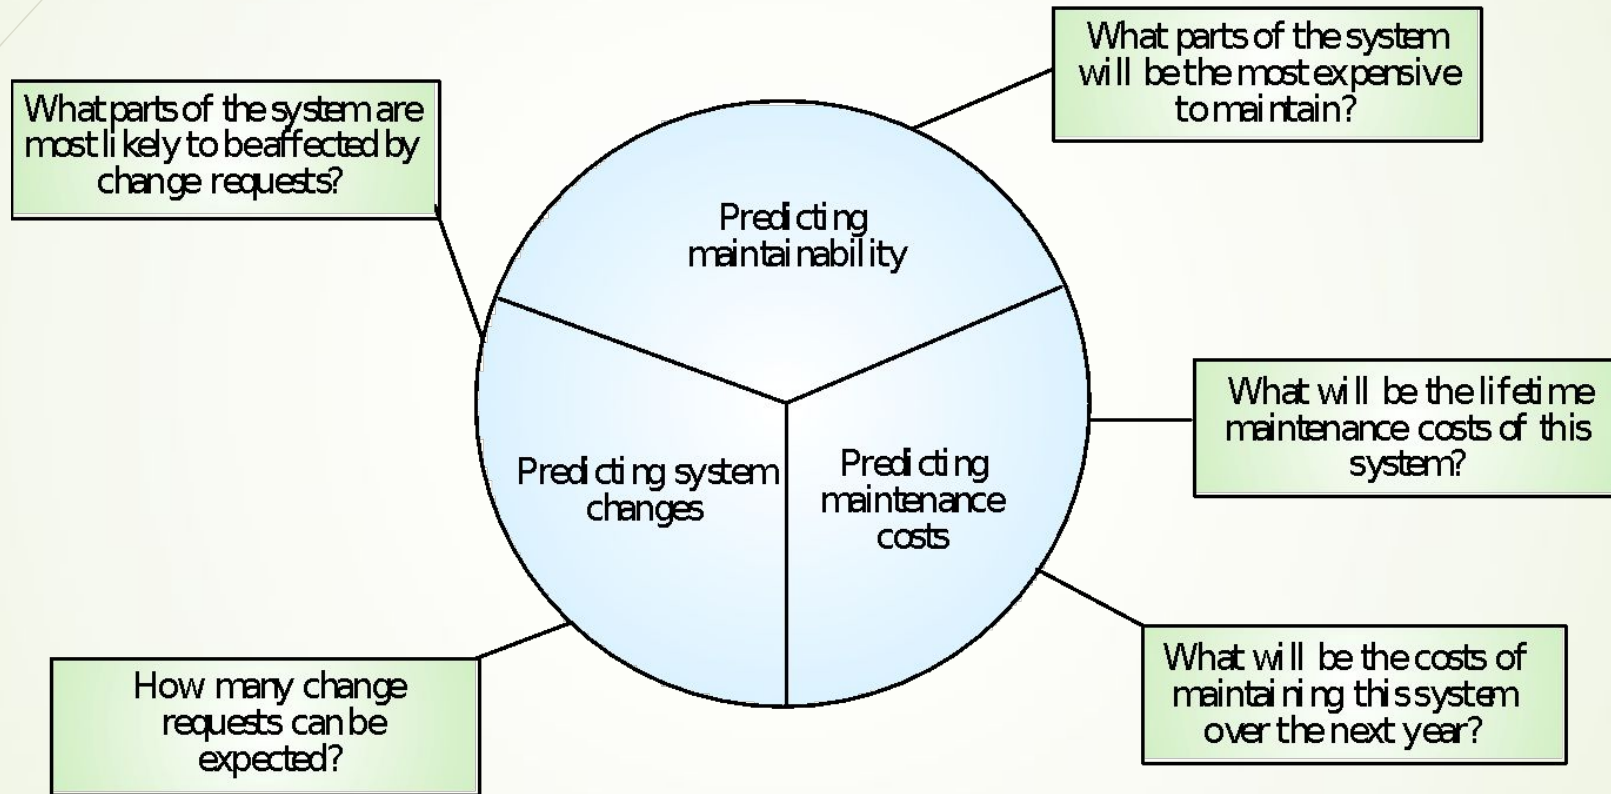 What parts of the system
will be the most expensive
to maintain?
What parts of the system are
most likely to be affected by
change requests?
Predicting
maintainability
What will be the lifetime
maintenance costs of this
system?
Predicting system
changes
Predicting
maintenance
costs
What will be the costs of
maintaining this system
over the next year?
How many change
requests can be
expected?